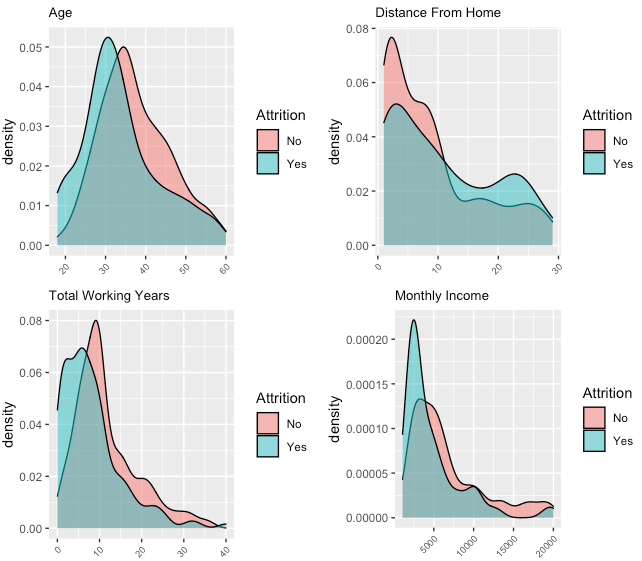 Age
density
0.05
0.04
0.03
0.02
0.01
0.00
20
30
40
50
60
Attrition
No
Yes
Distance From Home
density
0.08
0.06
0.04
0.02
0.00
0
10
20
30
Attrition
No
Yes
Total Working Years
density
0.08
0.06
0.04
0.02
0.00
0
10
20
30
40
Attrition
No
Yes
Monthly Income
density
0.00020
0.00015
0.00010
0.00005
0.00000
5000
10000
15000
20000
Attrition
No
Yes